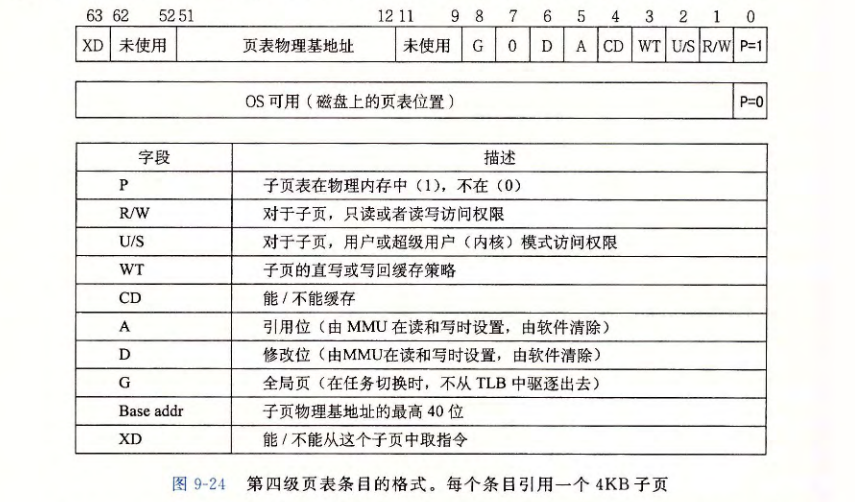 63 62 52 51 12 11 9 8 7 6 5 4 3 2 1 0
XD 未使用 页表物理基地址 未使用 G 0 D A CD WT U/S R/W P=1
OS 可用（磁盘上的页表位置） P=0
字段 描述
P 子页表在物理内存中（1），不在（0）
R/W 对于子页，只读或者读写访问权限
U/S 对于子页，用户或超级用户（内核）模式访问权限
WT 子页的直写或写回缓存策略
CD 能 / 不能缓存
A 引用位（由 MMU 在读和写时设置，由软件清除）
D 修改位（由MMU在读和写时设置，由软件清除）
G 全局页（在任务切换时，不从 TLB 中驱逐出去）
Base addr 子页物理基地址的最高 40 位
XD 能 / 不能从这个子页中取指令
图 9-24 第四级页表条目的格式。每个条目引用一个 4KB 子页